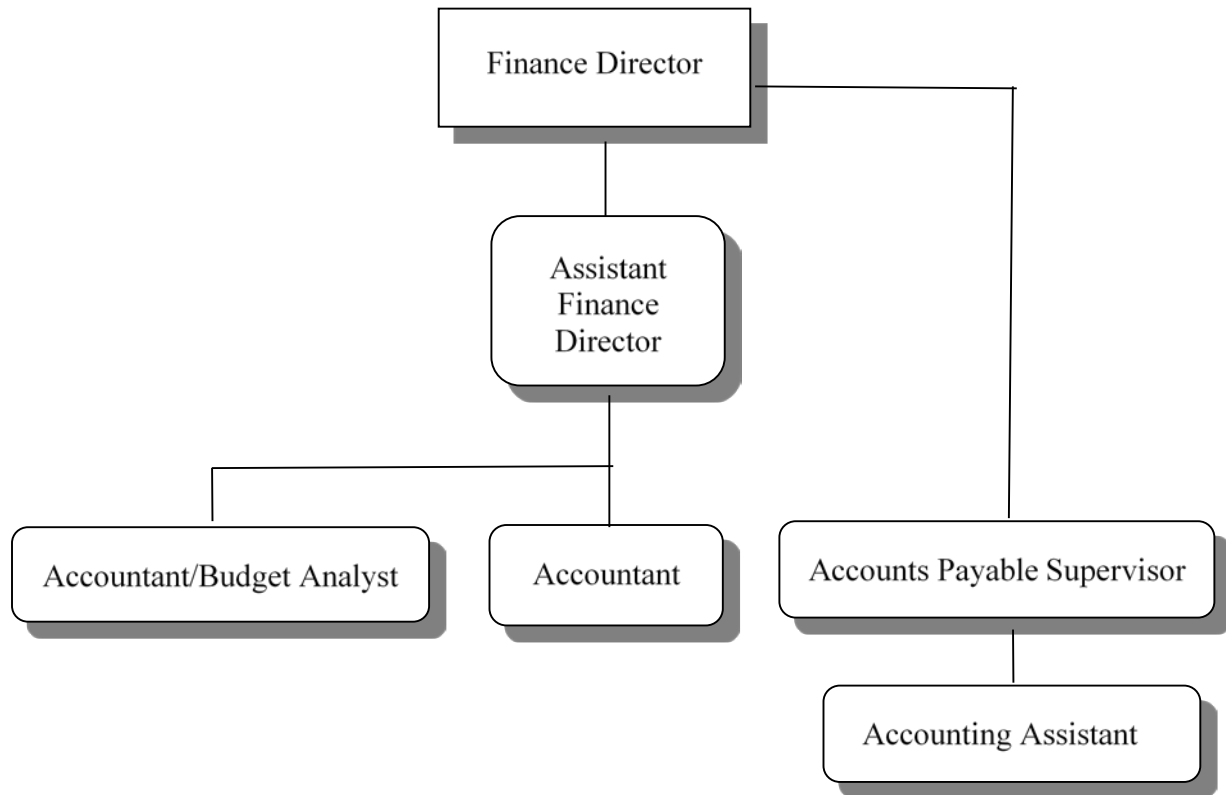 Finance Director
Assistant
Finance
Director
Accountant/Budget Analyst
Accountant
Accounts Payable Supervisor
Accounting Assistant